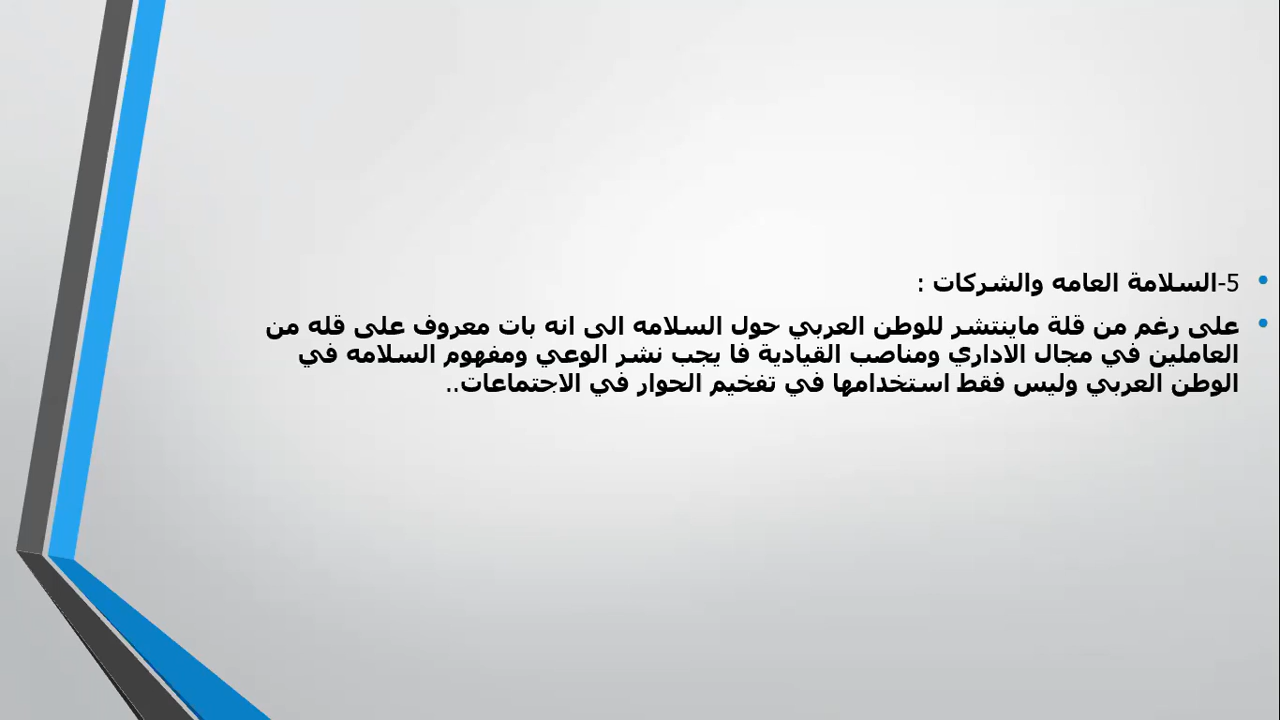 5-السلامة العامه والشركات :
على رغم من قلة ماينتشر للوطن العربي حول السلامه الى انه بات معروف على قله من
العاملين في مجال الاداري ومناصب القيادية فا يجب نشر الوعي ومفهوم السلامه في
الوطن العربي وليس فقط استخدامها في تفخيم الحوار في الاجتماعات..